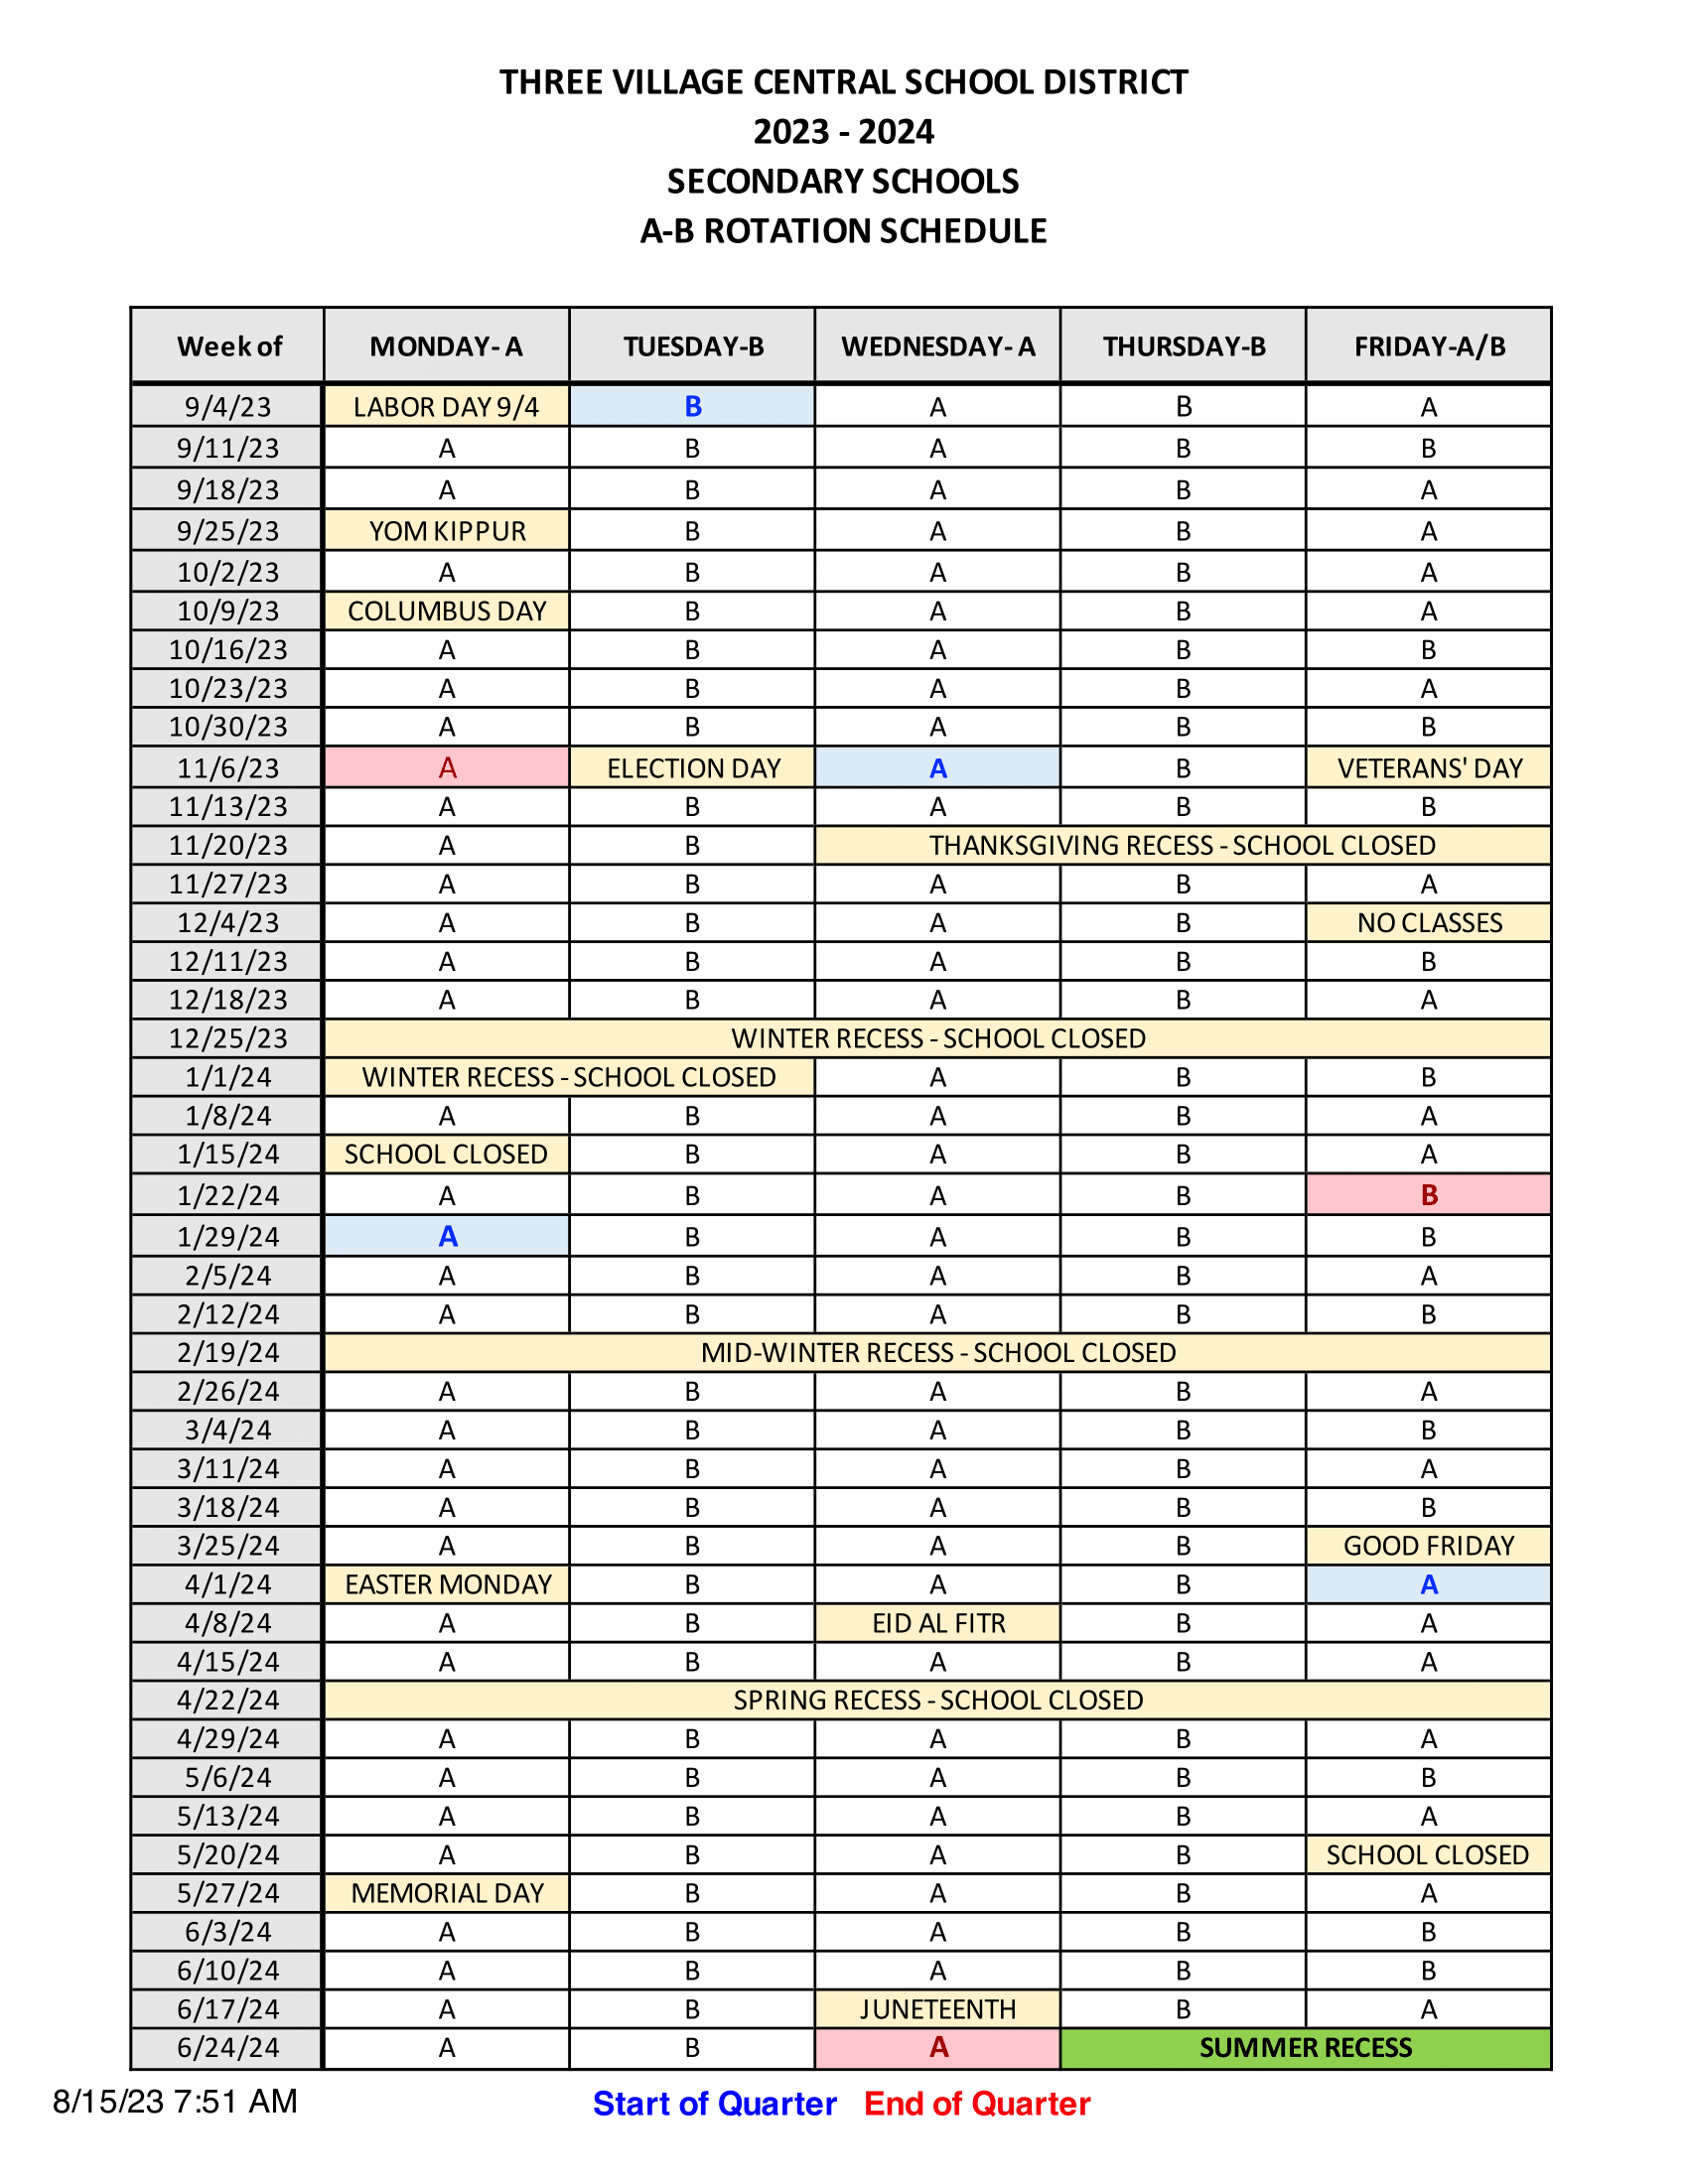 THREE VILLAGE CENTRAL SCHOOL DISTRICT
2023 - 2024
SECONDARY SCHOOLS
A-B ROTATION SCHEDULE
Week of MONDAY- A TUESDAY-B WEDNESDAY- A THURSDAY-B FRIDAY-A/B
9/4/23 LABOR DAY 9/4 B A B A
9/11/23 A B A B B
9/18/23 A B A B A
9/25/23 YOM KIPPUR B A B A
10/2/23 A B A B A
10/9/23 COLUMBUS DAY B A B A
10/16/23 A B A B B
10/23/23 A B A B A
10/30/23 A B A B B
11/6/23 A ELECTION DAY A B VETERANS' DAY
11/13/23 A B A B B
11/20/23 A B THANKSGIVING RECESS - SCHOOL CLOSED
11/27/23 A B A B A
12/4/23 A B A B NO CLASSES
12/11/23 A B A B B
12/18/23 A B A B A
12/25/23 WINTER RECESS - SCHOOL CLOSED
1/1/24 WINTER RECESS - SCHOOL CLOSED A B B
1/8/24 A B A B A
1/15/24 SCHOOL CLOSED B A B A
1/22/24 A B A B B
1/29/24 A B A B B
2/5/24 A B A B A
2/12/24 A B A B B
2/19/24 MID-WINTER RECESS - SCHOOL CLOSED
2/26/24 A B A B A
3/4/24 A B A B B
3/11/24 A B A B A
3/18/24 A B A B B
3/25/24 A B A B GOOD FRIDAY
4/1/24 EASTER MONDAY B A B A
4/8/24 A B EID AL FITR B A
4/15/24 A B A B A
4/22/24 SPRING RECESS - SCHOOL CLOSED
4/29/24 A B A B A
5/6/24 A B A B B
5/13/24 A B A B A
5/20/24 A B A B SCHOOL CLOSED
5/27/24 MEMORIAL DAY B A B A
6/3/24 A B A B B
6/10/24 A B A B B
6/17/24 A B JUNETEENTH B A
6/24/24 A B A SUMMER RECESS
8/15/23 7:51 AM Start of Quarter End of Quarter